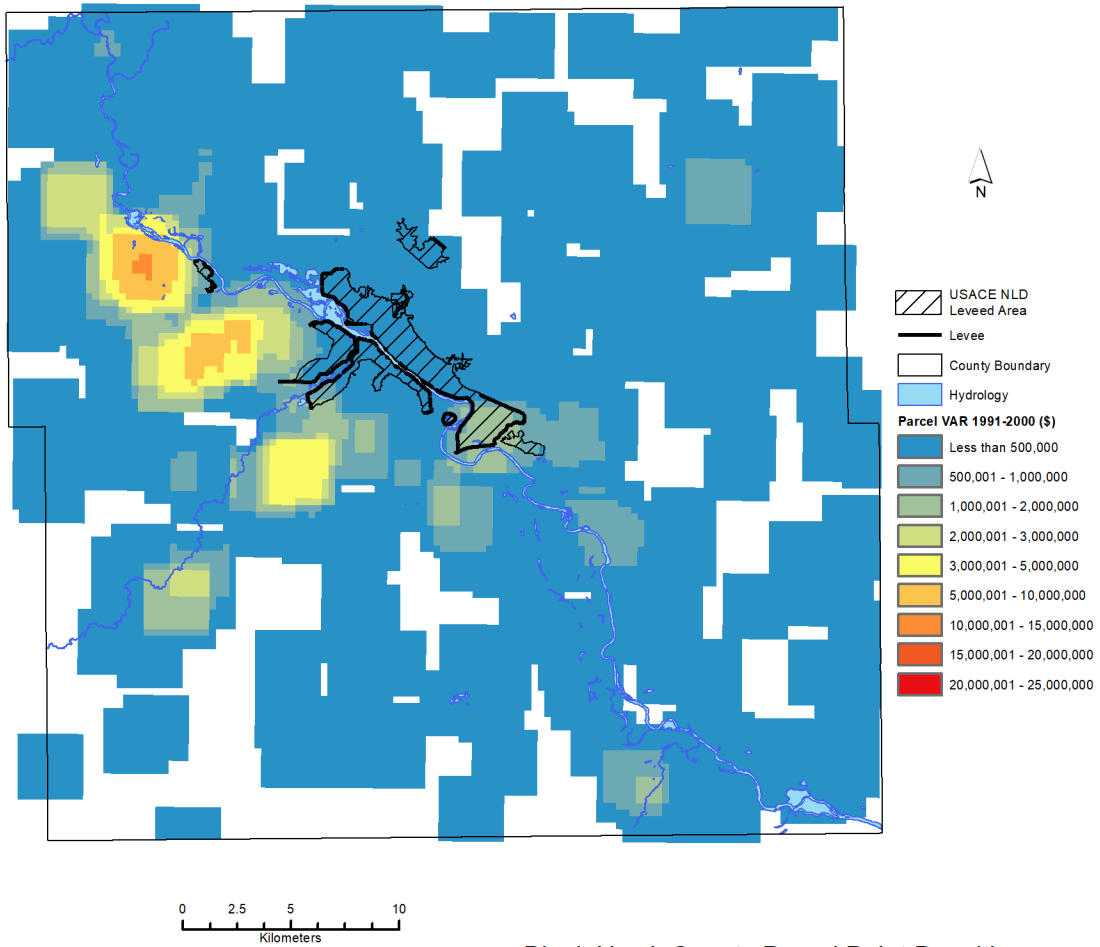 N
USACE NLD
Leveed Area
Levee
County Boundary
Hydrology
Parcel VAR 1991-2000 ($)
Less than 500,000
500,001 - 1,000,000
1,000,001 - 2,000,000
2,000,001 - 3,000,000
3,000,001 - 5,000,000
5,000,001 - 10,000,000
10,000,001 - 15,000,000
15,000,001 - 20,000,000
20,000,001 - 25,000,000
0 2.5 5 10
Kilometers